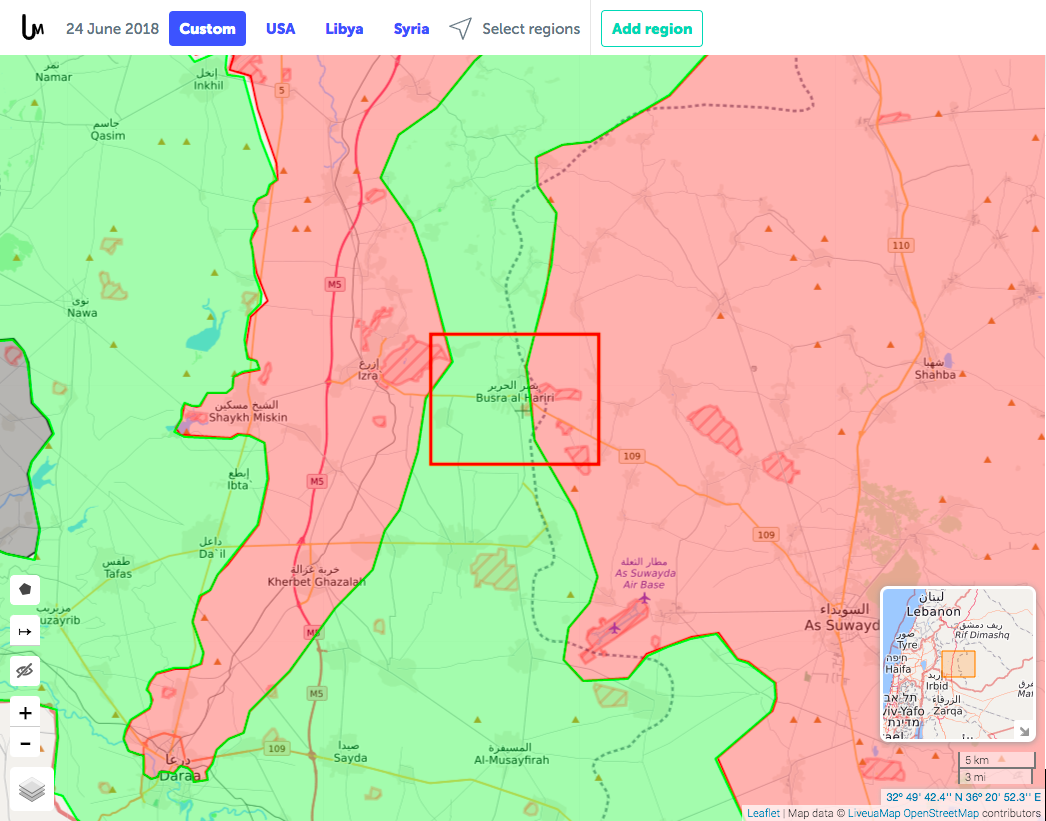 UM
24 June 2018
Custom
USA
Libya
Syria
Select regions
Add region
نمر
Namar
إنخل
Inkhil
5
جاسم
Qasim
110
M5
نوى
Nawa
إزرع
Izra
شهبا
Shahba
بصر الحرير
Busra al Hariri
الشيخ مسكين
Shaykh Miskin
109
إبطع
Ibta
M5
109
داعل
Da`il
طفس
Tafas
خربة غزالة
Kherbet Ghazalah
مطار الثعلة
As Suwayda
Air Base
مزيريب
uzayrib
السويداء
As Suwayd
M5
M5
109
صيدا
Sayda
المسيفرة
Al-Musayfirah
درعا
Daraa
لبنان
Lebanon
ريف دمشق
Rif Dimashq
صور
Tyre
חיפה
Haifa
إربد
Irbid
الزرقاء
Zarqa
תל אב
viv-Yafo
מדינת
ael
+
−
5 km
3 mi
32° 49' 42.4'' N 36° 20' 52.3'' E
Leaflet | Map data © LiveuaMap OpenStreetMap contributors